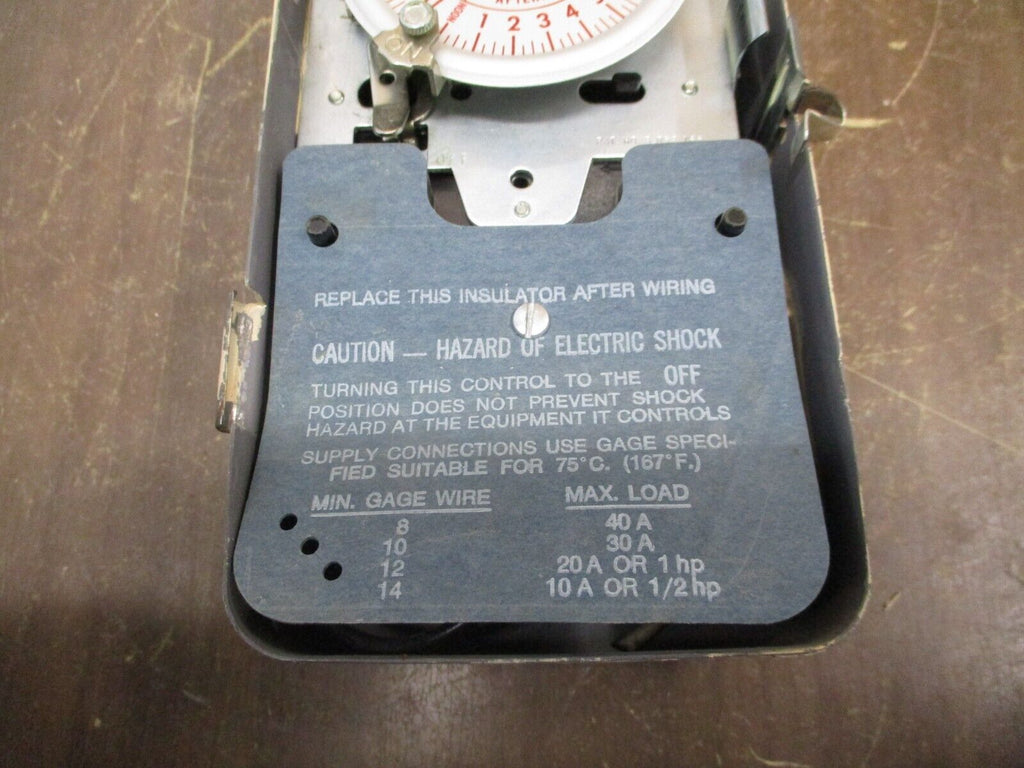 NOON
AFTER
1 2 3 4
ON
REPLACE THIS INSULATOR AFTER WIRING
CAUTION — HAZARD OF ELECTRIC SHOCK
TURNING THIS CONTROL TO THE OFF
POSITION DOES NOT PREVENT SHOCK
HAZARD AT THE EQUIPMENT IT CONTROLS
SUPPLY CONNECTIONS USE GAGE SPECI-
FIED SUITABLE FOR 75°C. (167°F.)
MIN. GAGE WIRE MAX. LOAD
8 40 A
10 30 A
12 20 A OR 1 hp
14 10 A OR 1/2 hp